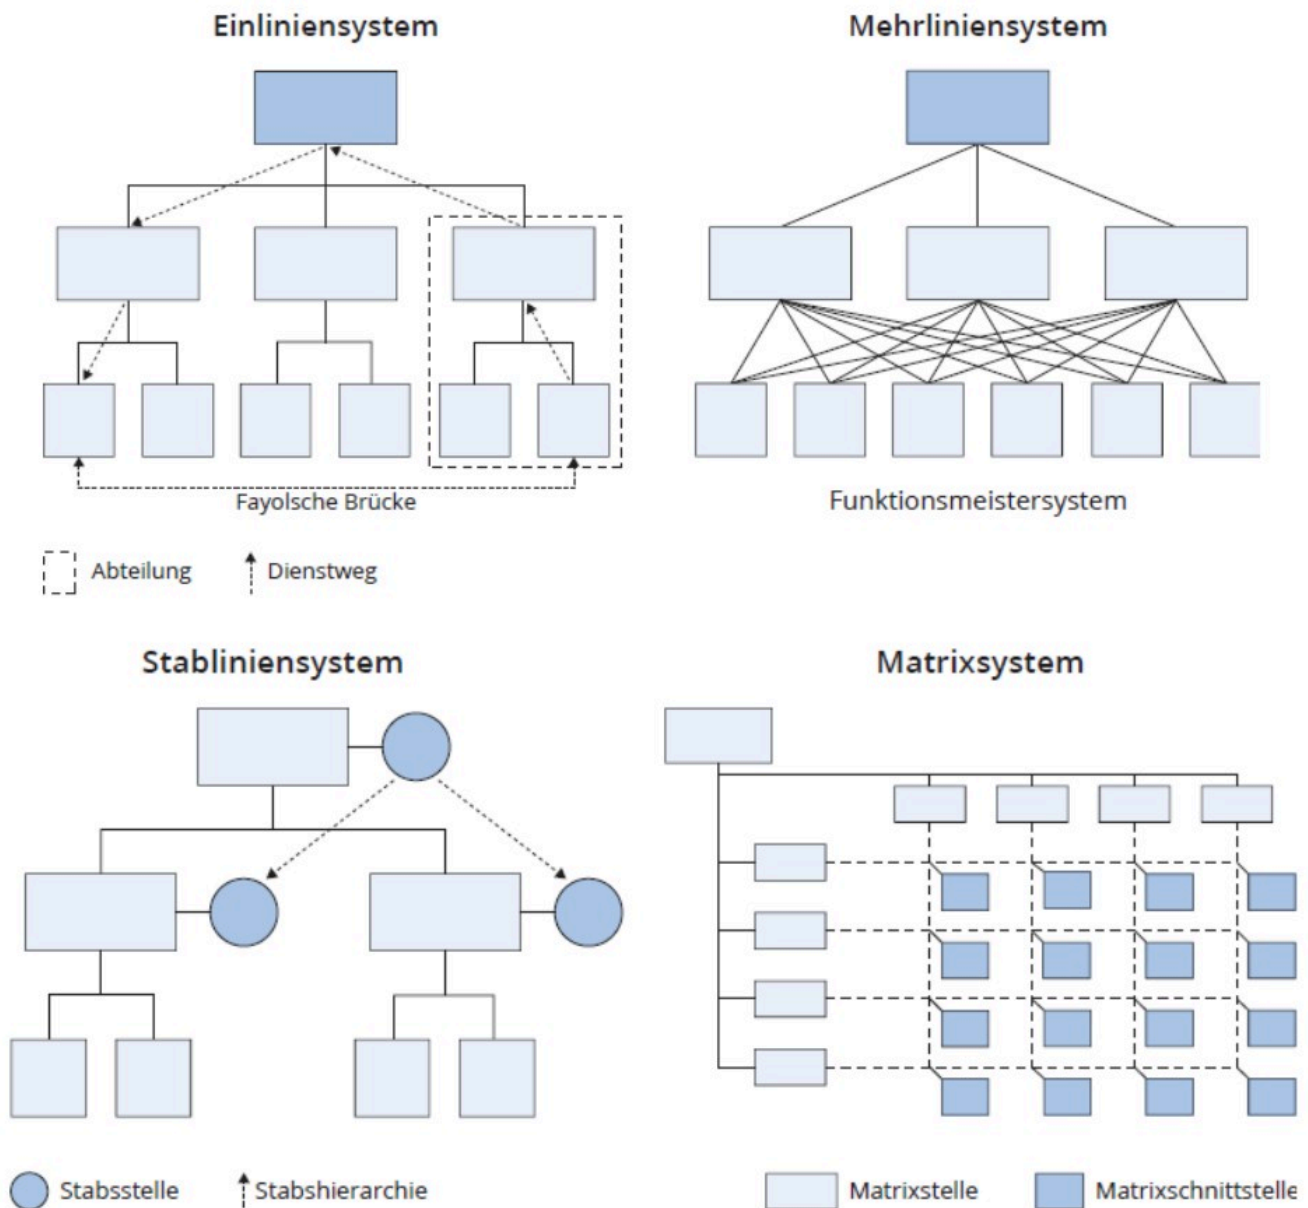 Einliniensystem
Mehrliniensystem
Fayolsche Brücke
Funktionsmeistersystem
Abteilung
Dienstweg
Stabliniensystem
Matrixsystem
Stabsstelle
Stabshierarchie
Matrixstelle
Matrixschnittstelle